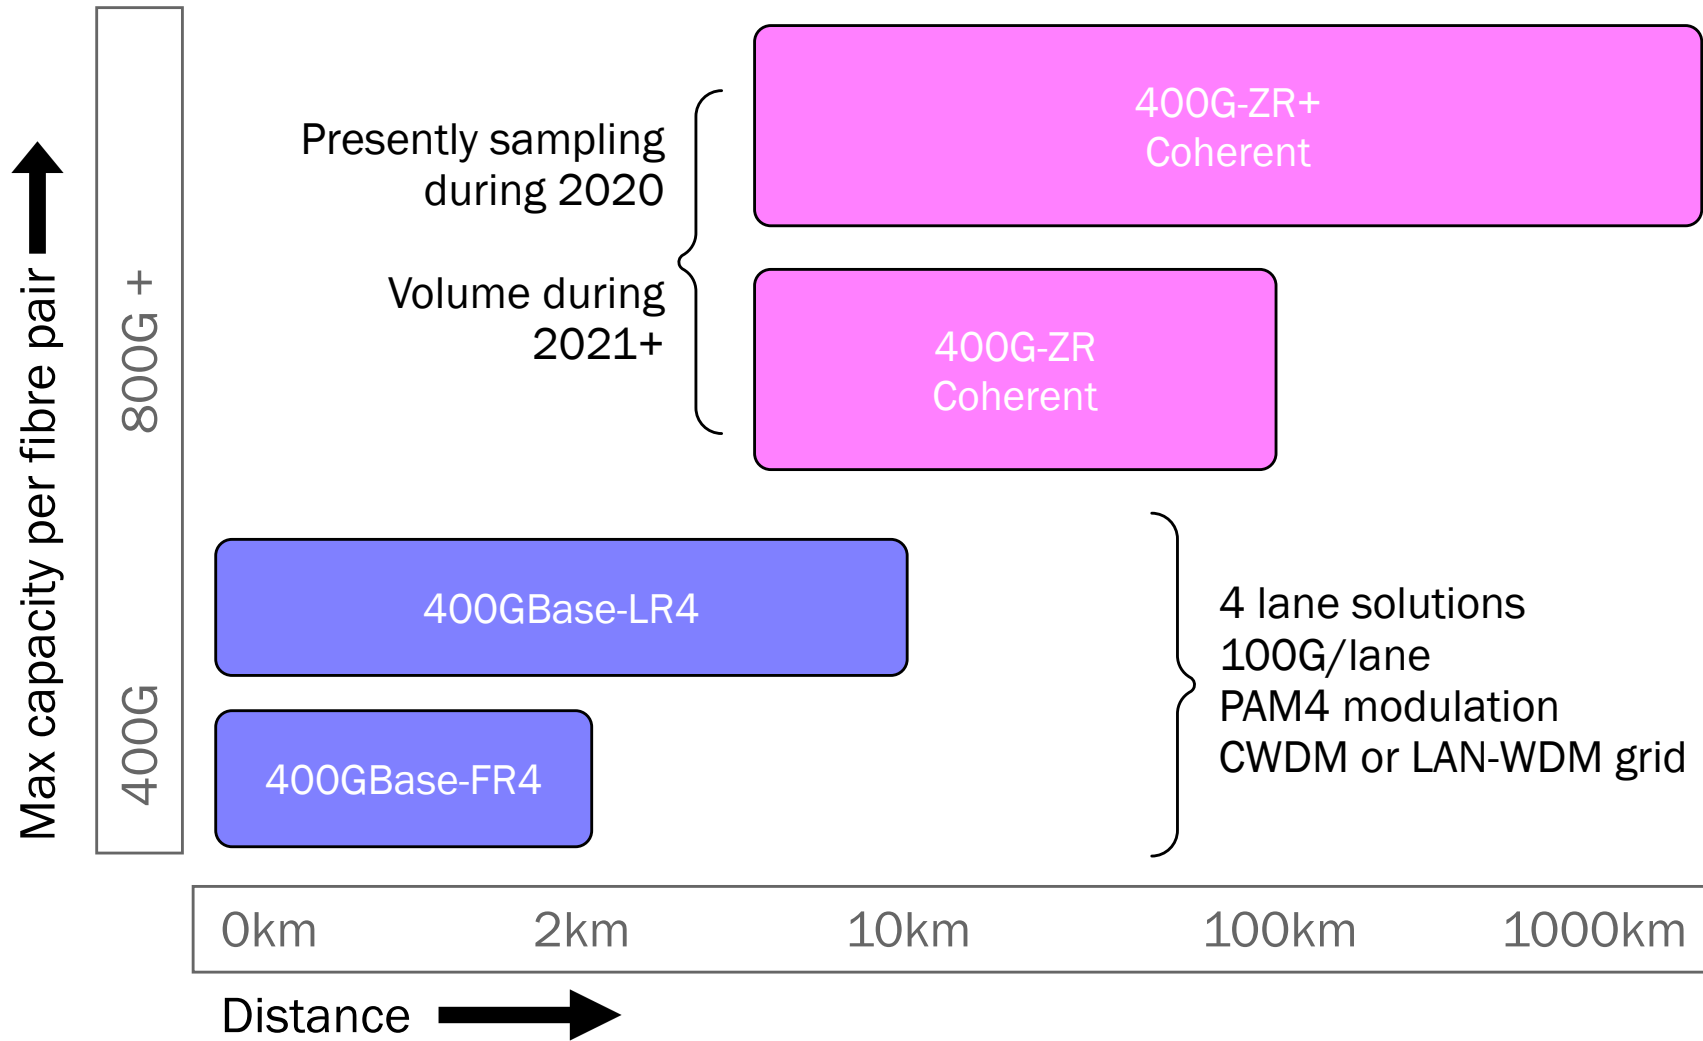 Max capacity per fibre pair
800G +
400G
Presently sampling
during 2020
Volume during
2021+
400G-ZR+
Coherent
400G-ZR
Coherent
400GBase-LR4
400GBase-FR4
4 lane solutions
100G/lane
PAM4 modulation
CWDM or LAN-WDM grid
0km 2km 10km 100km 1000km
Distance